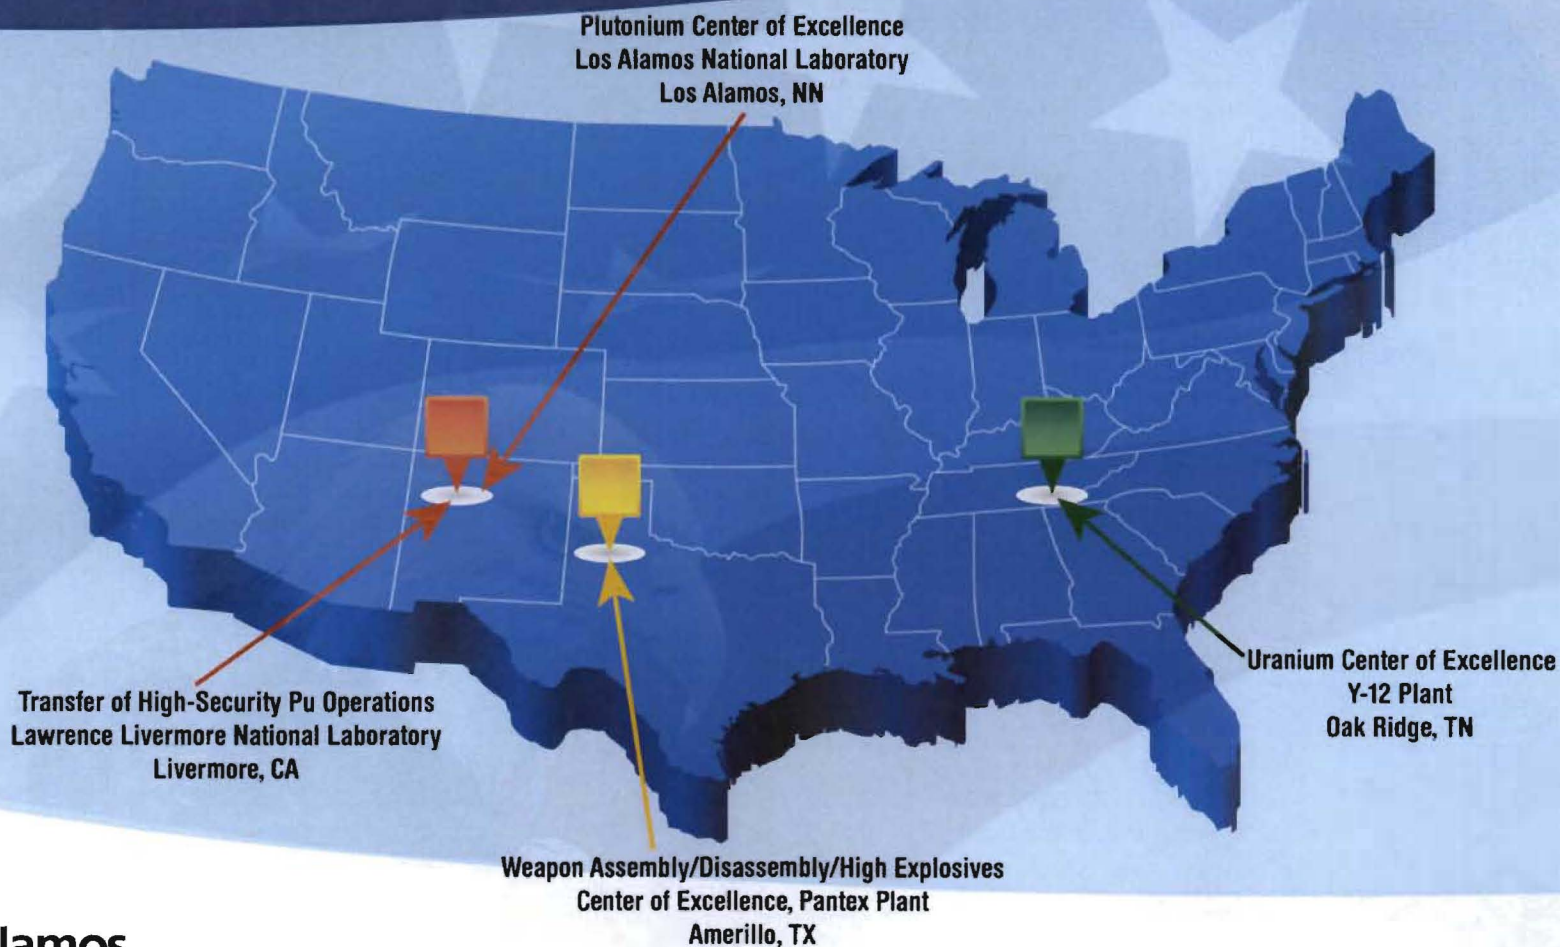 Plutonium Center of Excellence
Los Alamos National Laboratory
Los Alamos, NN
Transfer of High-Security Pu Operations
Lawrence Livermore National Laboratory
Livermore, CA
Uranium Center of Excellence
Y-12 Plant
Oak Ridge, TN
Weapon Assembly/Disassembly/High Explosives
Center of Excellence, Pantex Plant
Amerillo, TX